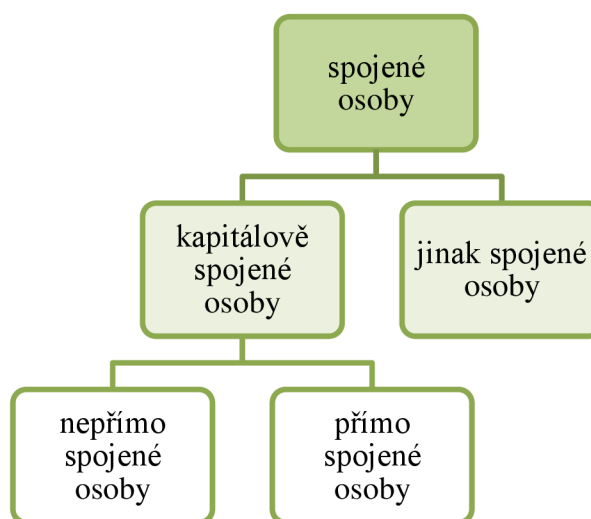 spojené
osoby
kapitálově
spojené
osoby
jinak spojené
osoby
nepřímo
spojené
osoby
přímo
spojené
osoby